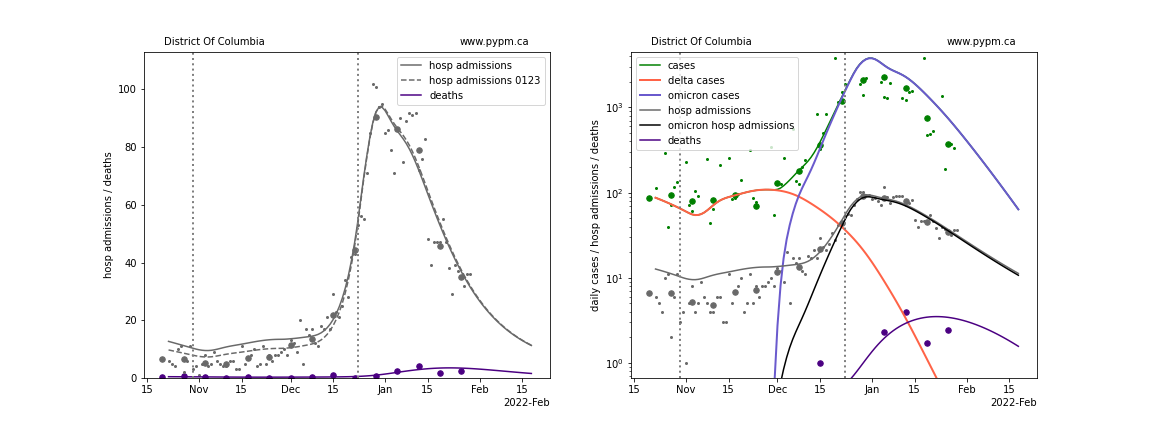 District Of Columbia
www.pypm.ca
hosp admissions
hosp admissions 0123
deaths
hosp admissions / deaths
100
80
60
40
20
0
15
Nov
15
Dec
15
Jan
15
Feb
15
2022-Feb
District Of Columbia
www.pypm.ca
cases
delta cases
omicron cases
hosp admissions
omicron hosp admissions
deaths
daily cases / hosp admissions / deaths
10³
10²
10¹
10⁰
15
Nov
15
Dec
15
Jan
15
Feb
15
2022-Feb